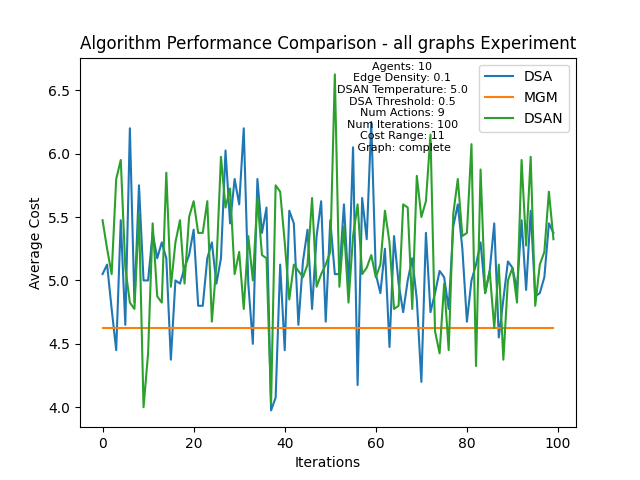 Algorithm Performance Comparison - all graphs Experiment
Agents: 10
Edge Density: 0.1
DSAN Temperature: 5.0
DSA Threshold: 0.5
Num Actions: 9
Num Iterations: 100
Cost Range: 11
Graph: complete
DSA
MGM
DSAN
Average Cost
6.5
6.0
5.5
5.0
4.5
4.0
0 20 40 60 80 100
Iterations